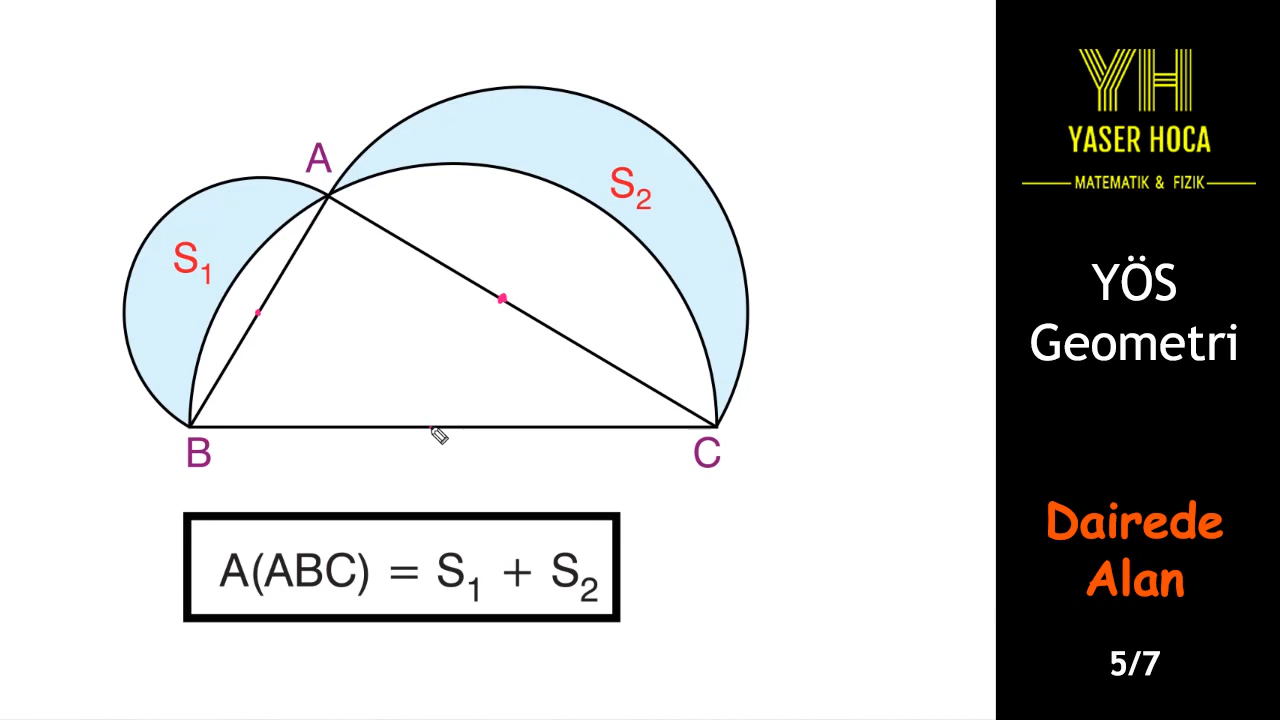 A
S₁
S₂
B
C
A(ABC) = S₁ + S₂
YH
YASER HOCA
MATEMATIK & FIZIK
YÖS
Geometri
Dairede
Alan
5/7